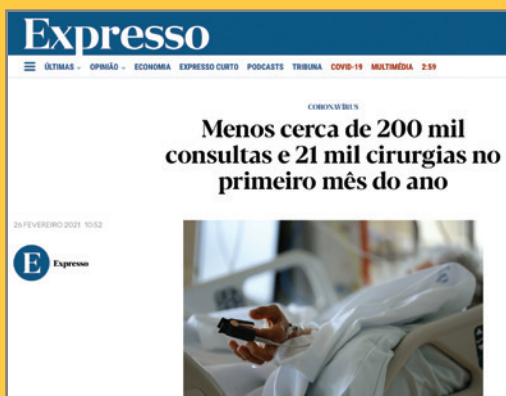 Expresso
ÚLTIMAS OPINIÃO ECONOMIA EXPRESSO CURTO PODCASTS TRIBUNA COVID-19 MULTIMÉDIA 2:59
CORONAVÍRUS
Menos cerca de 200 mil
consultas e 21 mil cirurgias no
primeiro mês do ano
26 FEVEREIRO 2021 10:52
E Expresso